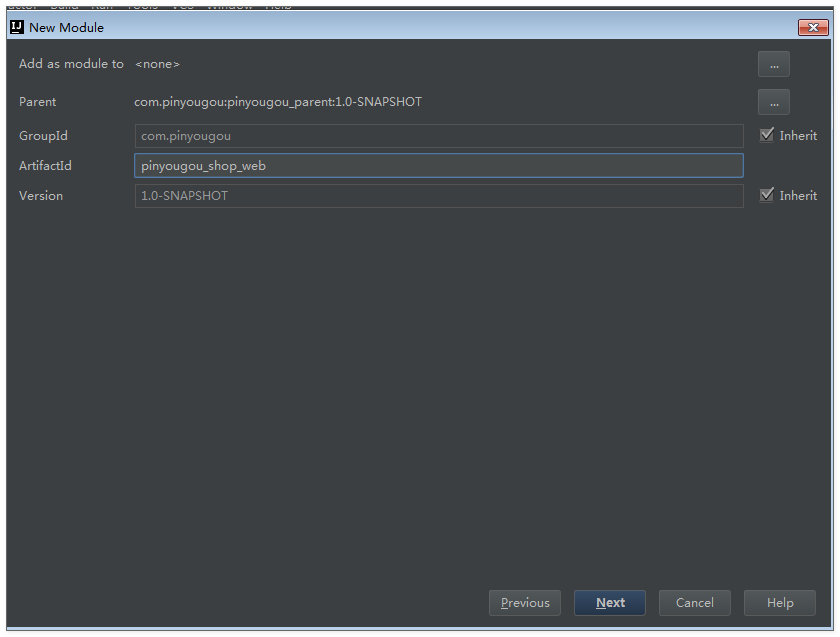 New Module
Add as module to <none> ...
Parent com.pinyougou:pinyougou_parent:1.0-SNAPSHOT ...
GroupId com.pinyougou Inherit
ArtifactId pinyougou_shop_web
Version 1.0-SNAPSHOT Inherit
Previous Next Cancel Help